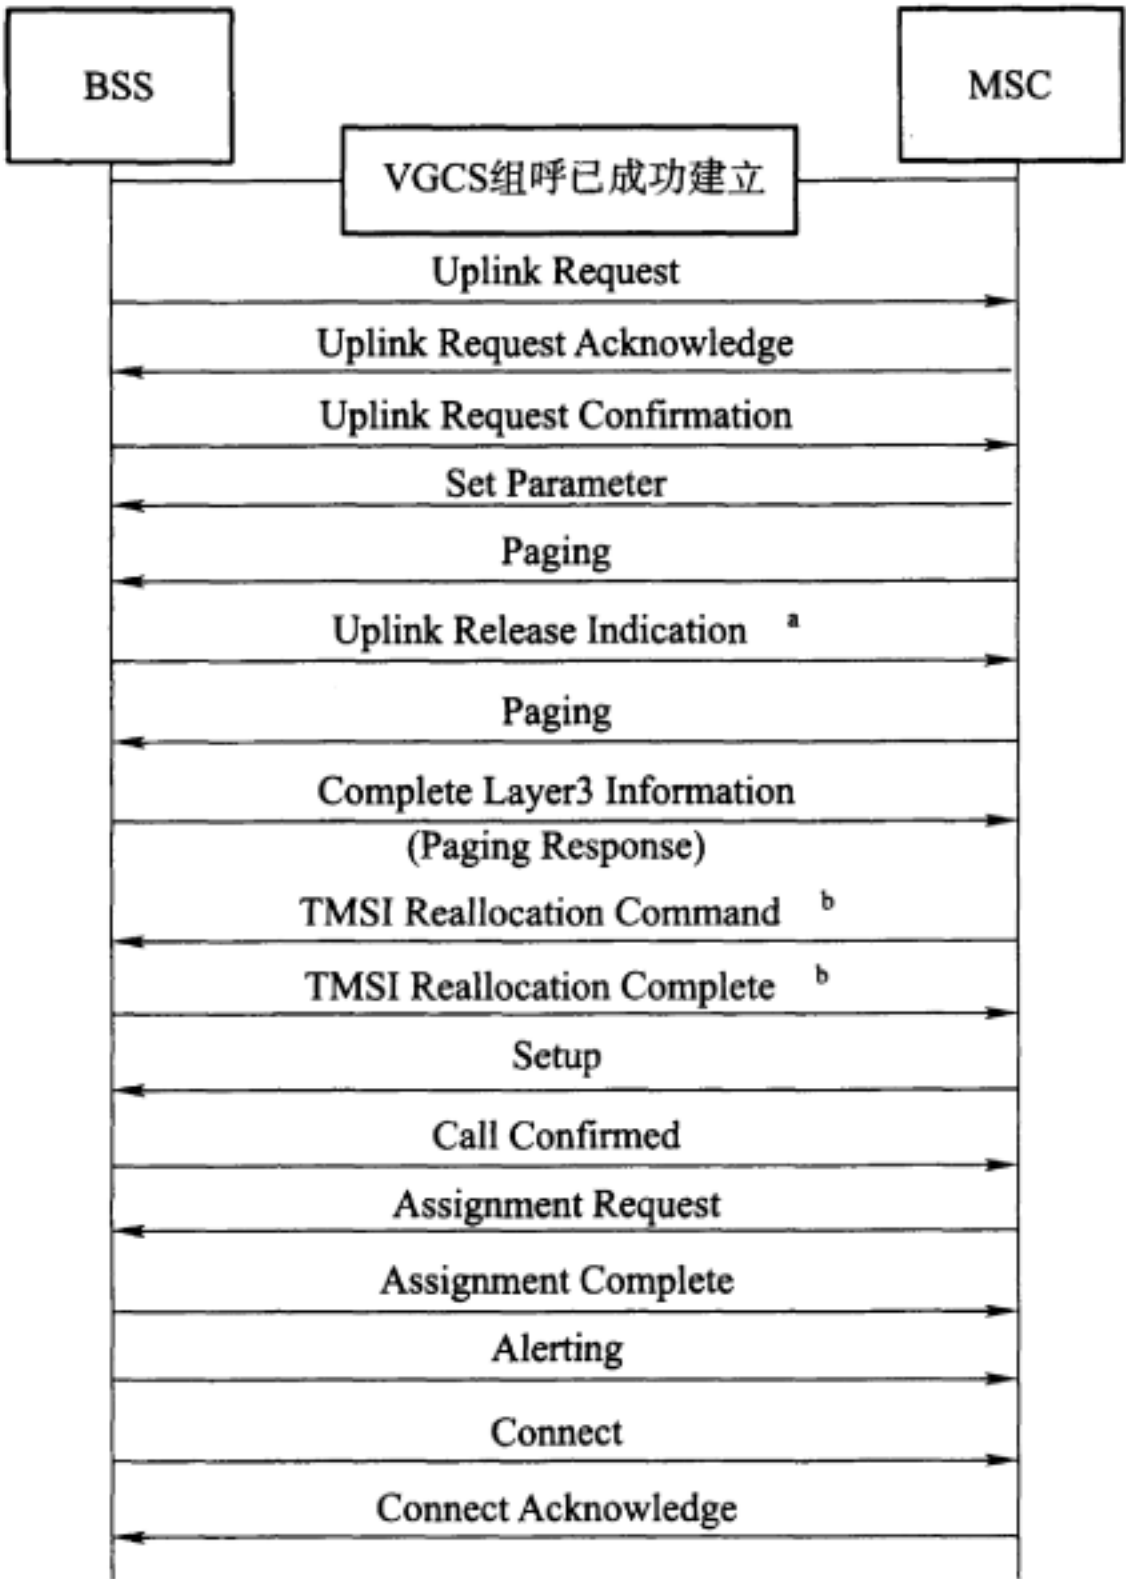 BSS
MSC
VGCS组呼已成功建立
Uplink Request
Uplink Request Acknowledge
Uplink Request Confirmation
Set Parameter
Paging
Uplink Release Indication a
Paging
Complete Layer3 Information
(Paging Response)
TMSI Reallocation Command b
TMSI Reallocation Complete b
Setup
Call Confirmed
Assignment Request
Assignment Complete
Alerting
Connect
Connect Acknowledge